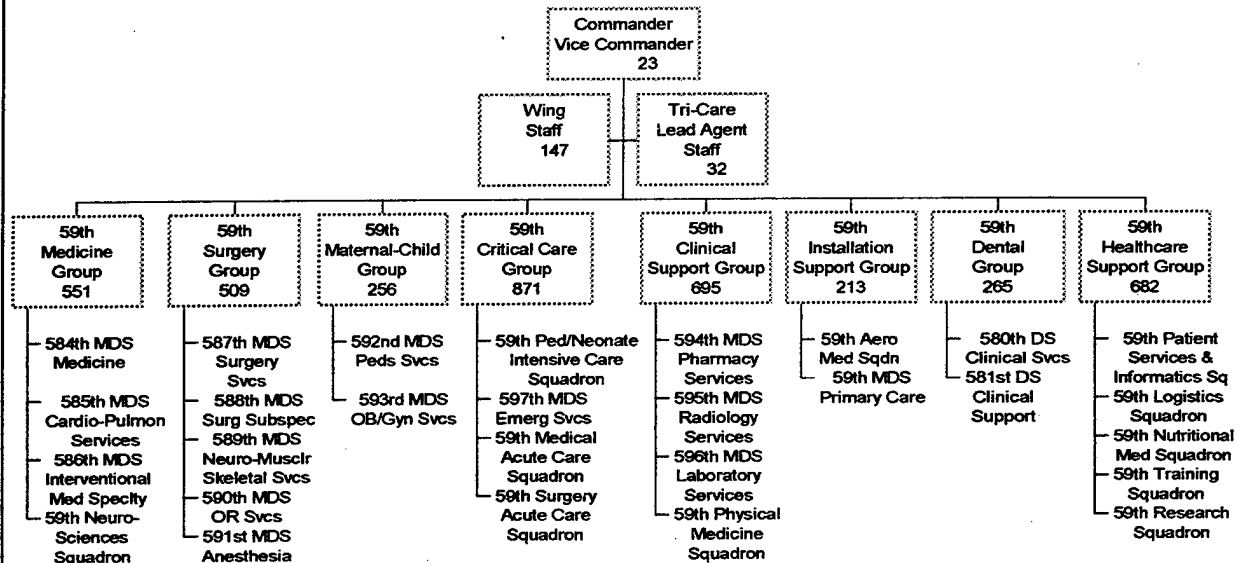 Commander
Vice Commander
23
Wing
Staff
147
Tri-Care
Lead Agent
Staff
32
59th
Medicine
Group
551
59th
Surgery
Group
509
59th
Maternal-Child
Group
256
59th
Critical Care
Group
871
59th
Clinical
Support Group
695
59th
Installation
Support Group
213
59th
Dental
Group
265
59th
Healthcare
Support Group
682
584th MDS
Medicine
585th MDS
Cardio-Pulmon
Services
586th MDS
Interventional
Med Speclty
59th Neuro-
Sciences
Squadron
587th MDS
Surgery
Svcs
588th MDS
Surg Subspec
589th MDS
Neuro-Musclr
Skeletal Svcs
590th MDS
OR Svcs
591st MDS
Anesthesia
592nd MDS
Peds Svcs
593rd MDS
OB/Gyn Svcs
59th Ped/Neonate
Intensive Care
Squadron
597th MDS
Emerg Svcs
59th Medical
Acute Care
Squadron
59th Surgery
Acute Care
Squadron
594th MDS
Pharmacy
Services
595th MDS
Radiology
Services
596th MDS
Laboratory
Services
59th Physical
Medicine
Squadron
59th Aero
Med Sqdn
59th MDS
Primary Care
580th DS
Clinical Svcs
581st DS
Clinical
Support
59th Patient
Services &
Informatics Sq
59th Logistics
Squadron
59th Nutritional
Med Squadron
59th Training
Squadron
59th Research
Squadron